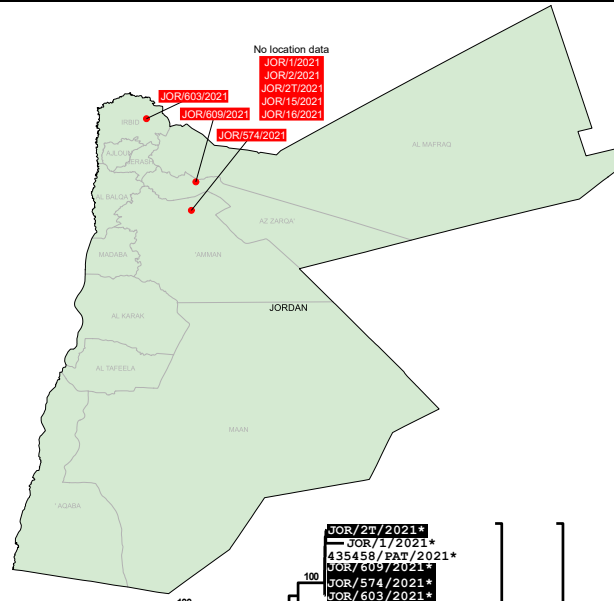 No location data
JOR/1/2021
JOR/2/2021
JOR/2T/2021
JOR/15/2021
JOR/16/2021
JOR/603/2021
JOR/609/2021
JOR/574/2021
IRBID
AJLOUN
JERASH
AL MAFRAQ
AL BALQA'
AZ ZARQA'
MADABA
'AMMAN
JORDAN
AL KARAK
AL TAFEELA
MAAN
'AQABA
JOR/2T/2021*
JOR/1/2021*
435458/PAT/2021*
JOR/609/2021*
100
JOR/574/2021*
JOR/603/2021*